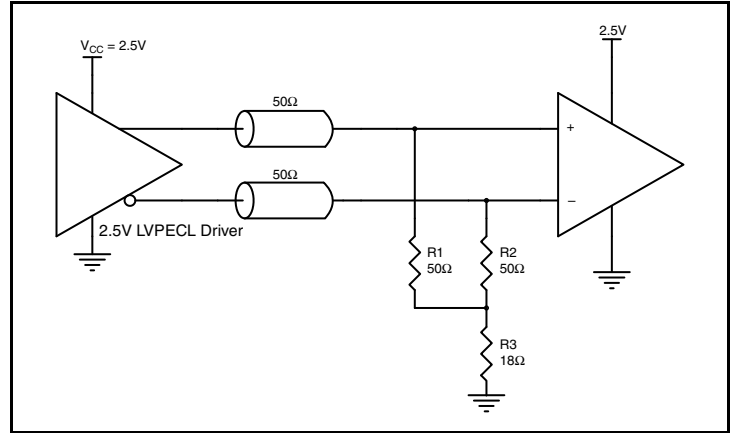 2.5V
V_CC = 2.5V
50Ω
+
50Ω
–
2.5V LVPECL Driver
R1
50Ω
R2
50Ω
R3
18Ω